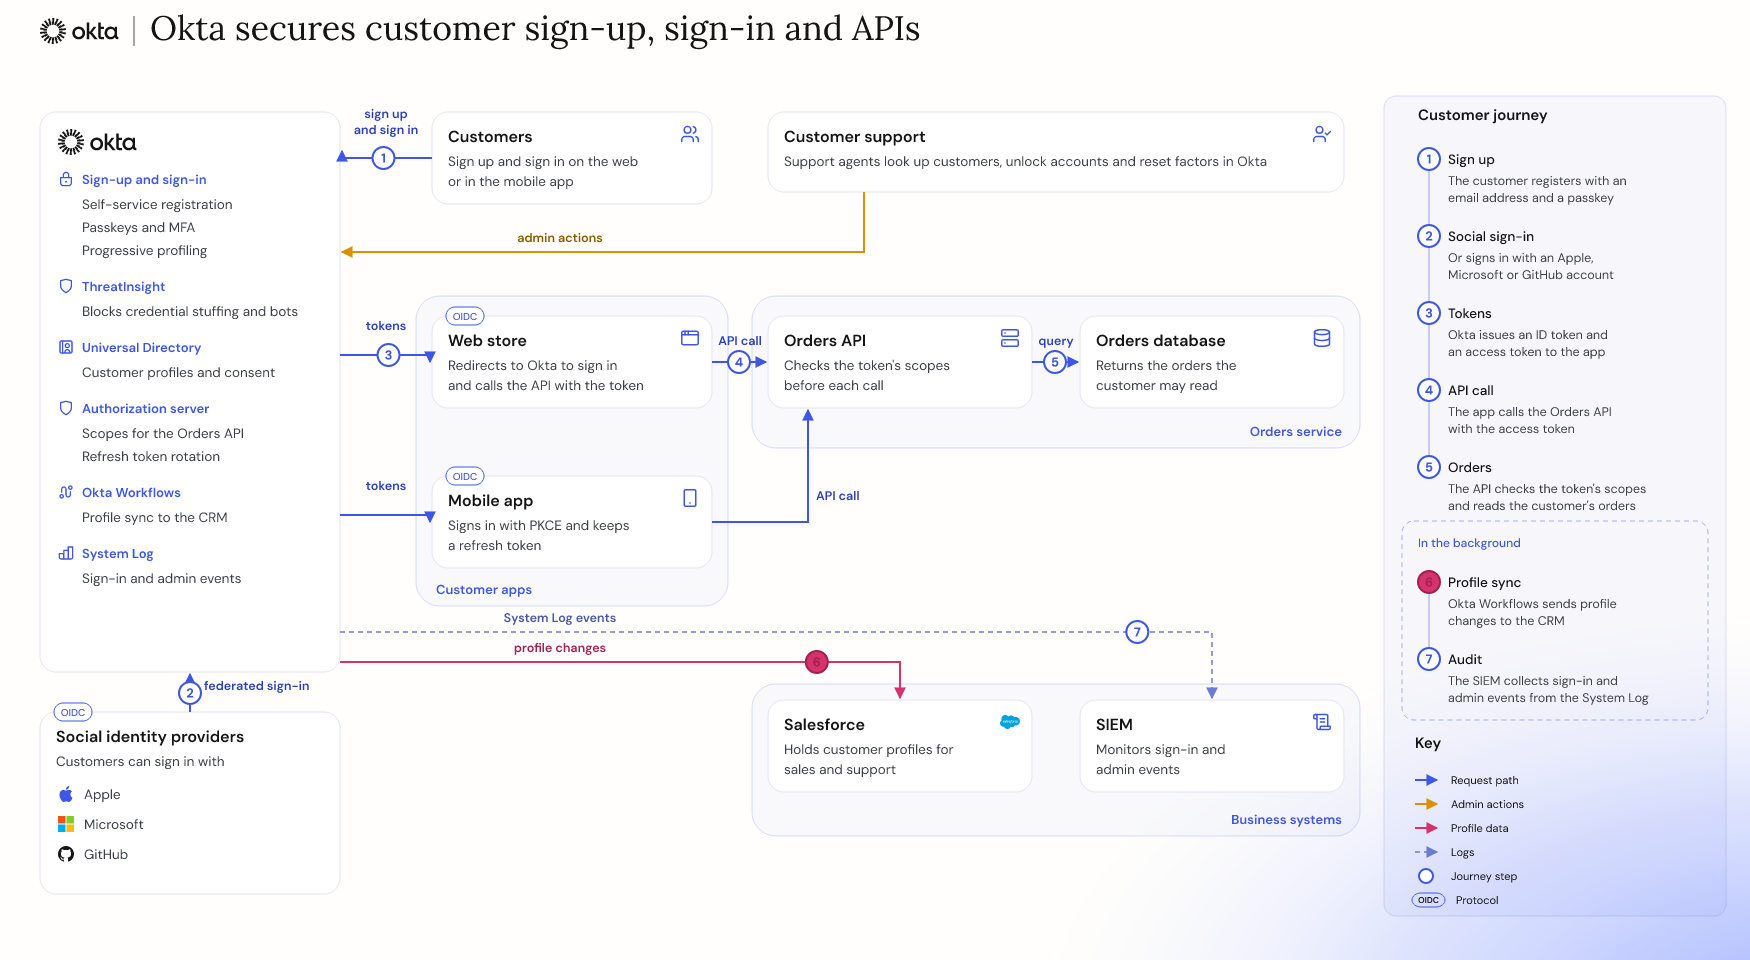 okta
Okta secures customer sign-up, sign-in and APIs
okta
Sign-up and sign-in
Self-service registration
Passkeys and MFA
Progressive profiling
ThreatInsight
Blocks credential stuffing and bots
Universal Directory
Customer profiles and consent
Authorization server
Scopes for the Orders API
Refresh token rotation
Okta Workflows
Profile sync to the CRM
System Log
Sign-in and admin events
sign up
and sign in
1
Customers
Sign up and sign in on the web
or in the mobile app
Customer support
Support agents look up customers, unlock accounts and reset factors in Okta
admin actions
tokens
3
OIDC
Web store
Redirects to Okta to sign in
and calls the API with the token
API call
4
Orders API
Checks the token's scopes
before each call
query
5
Orders database
Returns the orders the
customer may read
Orders service
tokens
OIDC
Mobile app
Signs in with PKCE and keeps
a refresh token
API call
Customer apps
System Log events
7
profile changes
6
2
federated sign-in
OIDC
Social identity providers
Customers can sign in with
Apple
Microsoft
GitHub
Salesforce
Holds customer profiles for
sales and support
SIEM
Monitors sign-in and
admin events
Business systems
Customer journey
1
Sign up
The customer registers with an
email address and a passkey
2
Social sign-in
Or signs in with an Apple,
Microsoft or GitHub account
3
Tokens
Okta issues an ID token and
an access token to the app
4
API call
The app calls the Orders API
with the access token
5
Orders
The API checks the token's scopes
and reads the customer's orders
In the background
6
Profile sync
Okta Workflows sends profile
changes to the CRM
7
Audit
The SIEM collects sign-in and
admin events from the System Log
Key
Request path
Admin actions
Profile data
Logs
Journey step
OIDC
Protocol